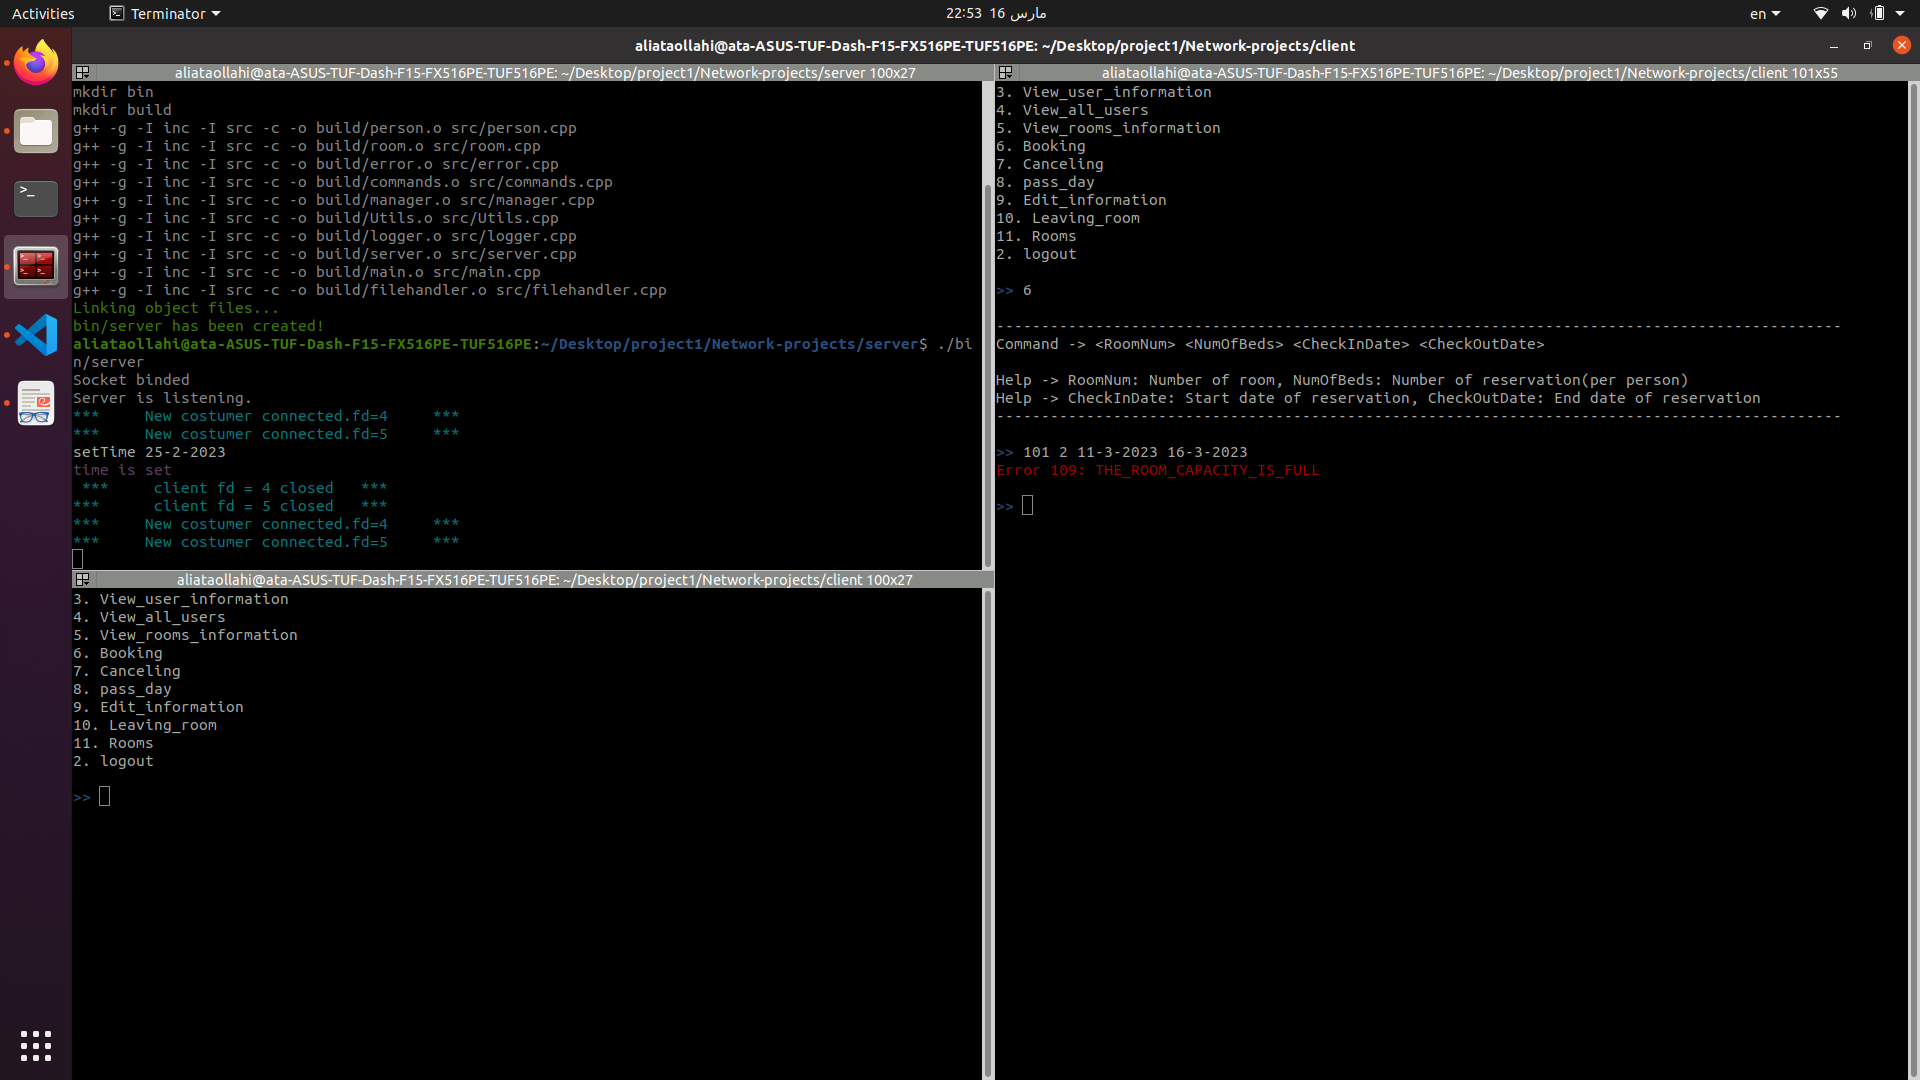 Activities
Terminator
22:53 16 مارس
en
aliataollahi@ata-ASUS-TUF-Dash-F15-FX516PE-TUF516PE: ~/Desktop/project1/Network-projects/client
aliataollahi@ata-ASUS-TUF-Dash-F15-FX516PE-TUF516PE: ~/Desktop/project1/Network-projects/server 100x27
mkdir bin
mkdir build
g++ -g -I inc -I src -c -o build/person.o src/person.cpp
g++ -g -I inc -I src -c -o build/room.o src/room.cpp
g++ -g -I inc -I src -c -o build/error.o src/error.cpp
g++ -g -I inc -I src -c -o build/commands.o src/commands.cpp
g++ -g -I inc -I src -c -o build/manager.o src/manager.cpp
g++ -g -I inc -I src -c -o build/Utils.o src/Utils.cpp
g++ -g -I inc -I src -c -o build/logger.o src/logger.cpp
g++ -g -I inc -I src -c -o build/server.o src/server.cpp
g++ -g -I inc -I src -c -o build/main.o src/main.cpp
g++ -g -I inc -I src -c -o build/filehandler.o src/filehandler.cpp
Linking object files...
bin/server has been created!
aliataollahi@ata-ASUS-TUF-Dash-F15-FX516PE-TUF516PE:~/Desktop/project1/Network-projects/server$ ./bi
n/server
Socket binded
Server is listening.
***     New costumer connected.fd=4     ***
***     New costumer connected.fd=5     ***
setTime 25-2-2023
time is set
 ***     client fd = 4 closed   ***
***      client fd = 5 closed   ***
***     New costumer connected.fd=4     ***
***     New costumer connected.fd=5     ***
aliataollahi@ata-ASUS-TUF-Dash-F15-FX516PE-TUF516PE: ~/Desktop/project1/Network-projects/client 100x27
3. View_user_information
4. View_all_users
5. View_rooms_information
6. Booking
7. Canceling
8. pass_day
9. Edit_information
10. Leaving_room
11. Rooms
2. logout
>>
aliataollahi@ata-ASUS-TUF-Dash-F15-FX516PE-TUF516PE: ~/Desktop/project1/Network-projects/client 101x55
3. View_user_information
4. View_all_users
5. View_rooms_information
6. Booking
7. Canceling
8. pass_day
9. Edit_information
10. Leaving_room
11. Rooms
2. logout
>> 6
----------------------------------------------------------------------------------------------
Command -> <RoomNum> <NumOfBeds> <CheckInDate> <CheckOutDate>
Help -> RoomNum: Number of room, NumOfBeds: Number of reservation(per person)
Help -> CheckInDate: Start date of reservation, CheckOutDate: End date of reservation
----------------------------------------------------------------------------------------------
>> 101 2 11-3-2023 16-3-2023
Error 109: THE_ROOM_CAPACITY_IS_FULL
>>